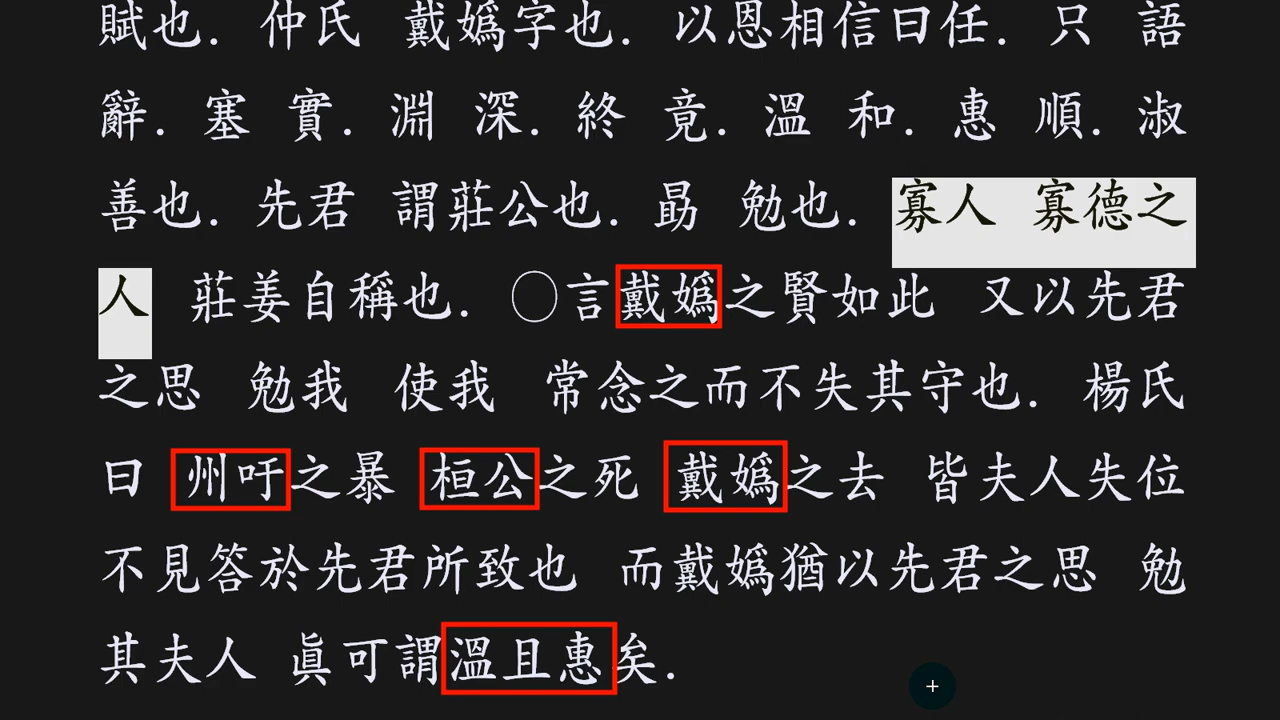 賦也. 仲氏 戴嬀字也. 以恩相信曰任. 只 語
辭. 塞 實. 淵 深. 終 竟. 溫 和. 惠 順. 淑
善也. 先君 謂莊公也. 勗 勉也. 寡人 寡德之
人 莊姜自稱也. ○言戴嬀之賢如此 又以先君
之思 勉我 使我 常念之而不失其守也. 楊氏
曰 州吁之暴 桓公之死 戴嬀之去 皆夫人失位
不見答於先君所致也 而戴嬀猶以先君之思 勉
其夫人 眞可謂溫且惠矣.